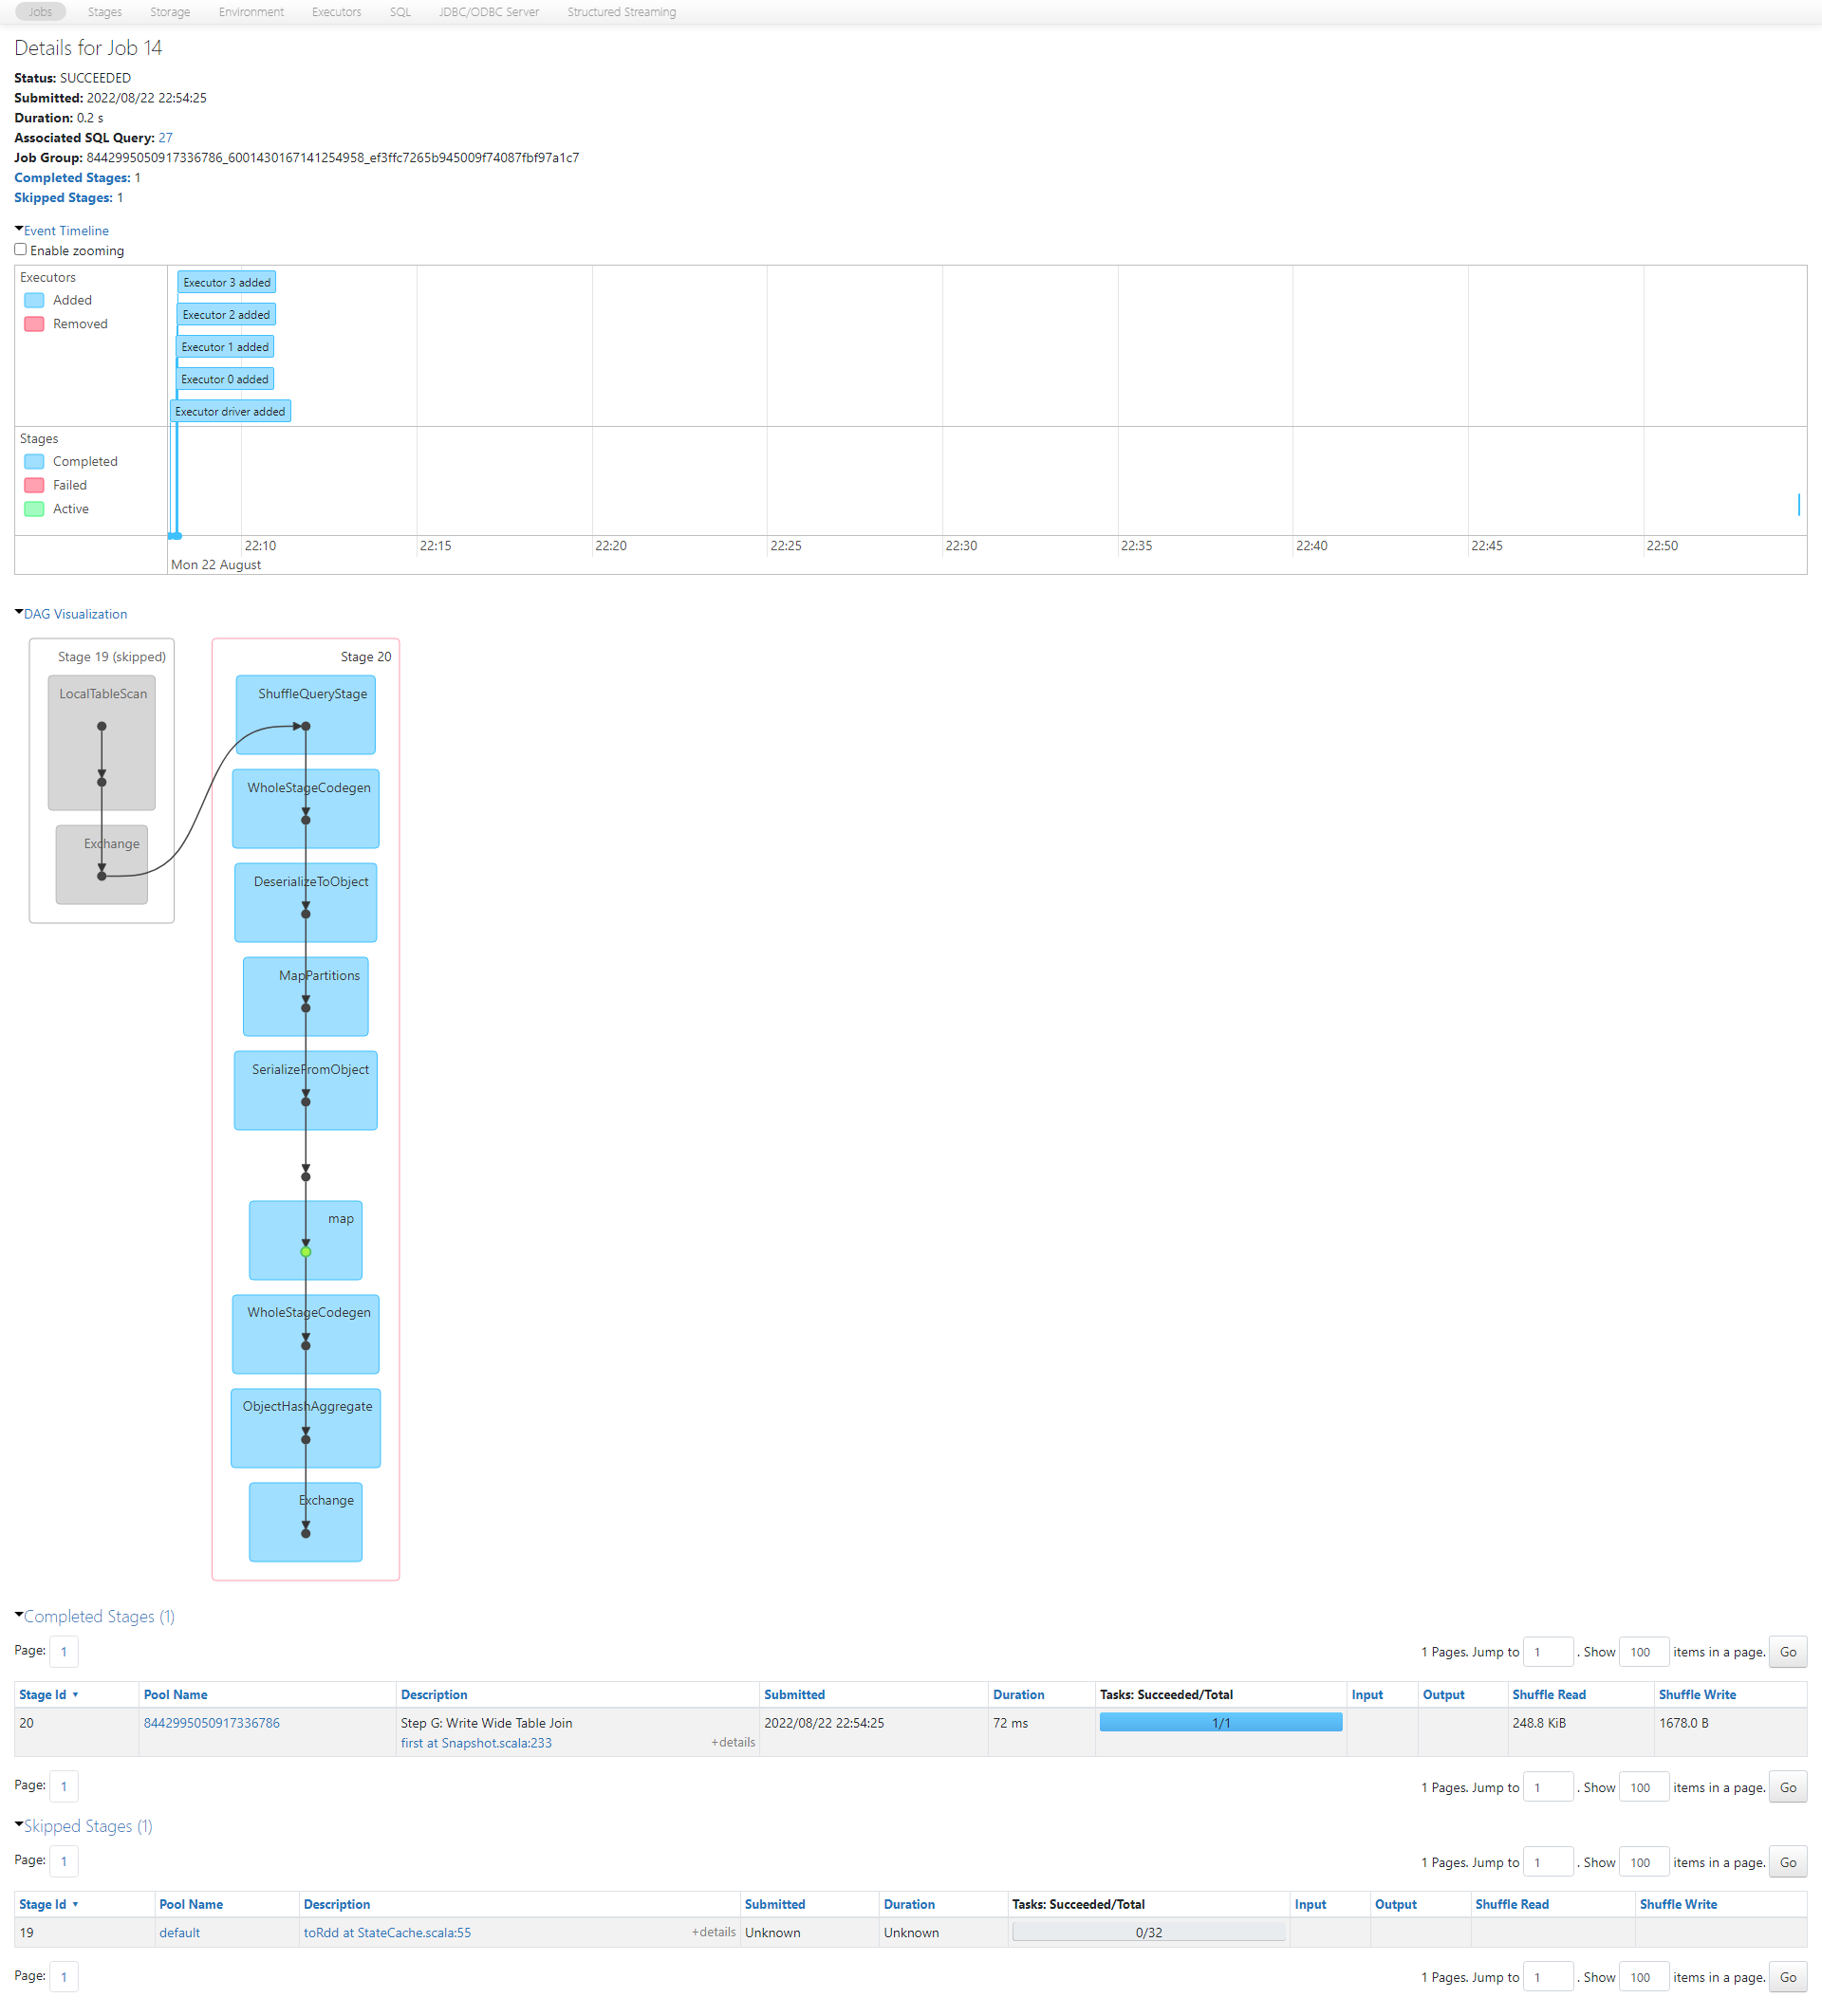 Jobs Stages Storage Environment Executors SQL JDBC/ODBC Server Structured Streaming
Details for Job 14
Status: SUCCEEDED
Submitted: 2022/08/22 22:54:25
Duration: 0.2 s
Associated SQL Query: 27
Job Group: 8442995050917336786_6001430167141254958_ef3ffc7265b945009f74087fbf97a1c7
Completed Stages: 1
Skipped Stages: 1
Event Timeline
Enable zooming
Executors
Added
Removed
Executor 3 added
Executor 2 added
Executor 1 added
Executor 0 added
Executor driver added
Stages
Completed
Failed
Active
22:10 22:15 22:20 22:25 22:30 22:35 22:40 22:45 22:50
Mon 22 August
DAG Visualization
Stage 19 (skipped)
LocalTableScan
Exchange
Stage 20
ShuffleQueryStage
WholeStageCodegen
DeserializeToObject
MapPartitions
SerializeFromObject
map
WholeStageCodegen
ObjectHashAggregate
Exchange
Completed Stages (1)
Page: 1 1 Pages. Jump to 1 . Show 100 items in a page. Go
Stage Id ▾ Pool Name Description Submitted Duration Tasks: Succeeded/Total Input Output Shuffle Read Shuffle Write
20 8442995050917336786 Step G: Write Wide Table Join 2022/08/22 22:54:25 72 ms 1/1 248.8 KiB 1678.0 B
first at Snapshot.scala:233 +details
Page: 1 1 Pages. Jump to 1 . Show 100 items in a page. Go
Skipped Stages (1)
Page: 1 1 Pages. Jump to 1 . Show 100 items in a page. Go
Stage Id ▾ Pool Name Description Submitted Duration Tasks: Succeeded/Total Input Output Shuffle Read Shuffle Write
19 default toRdd at StateCache.scala:55 +details Unknown Unknown 0/32
Page: 1 1 Pages. Jump to 1 . Show 100 items in a page. Go